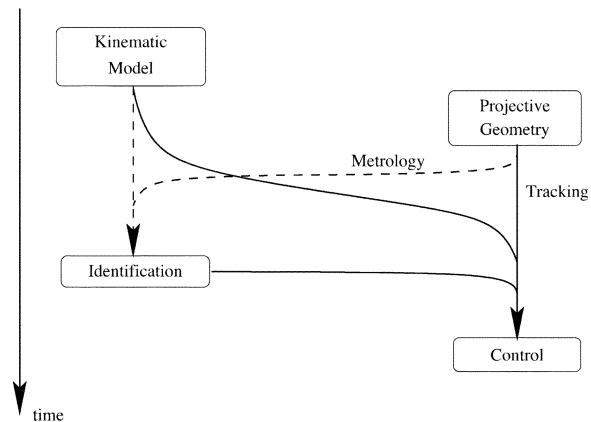 Kinematic
Model
Projective
Geometry
Metrology
Tracking
Identification
Control
time